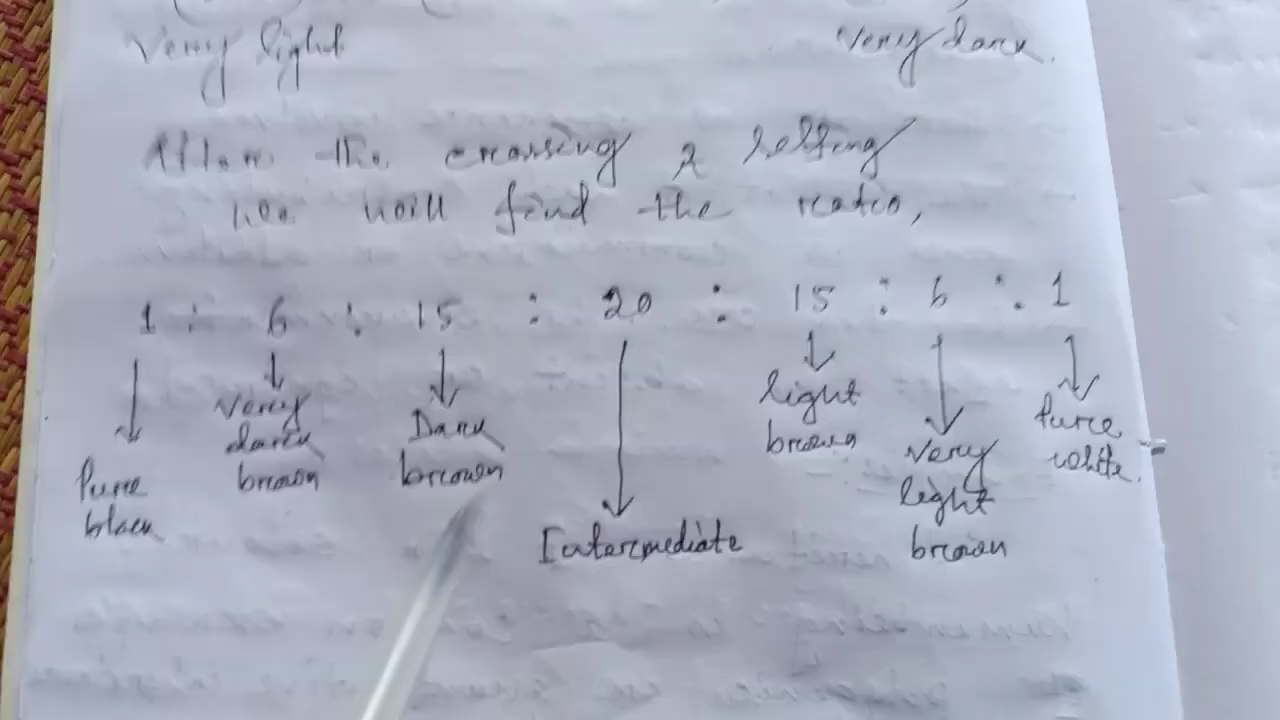 Very light
Very dark.
After the crossing & selfing
we will find the ratio,
1 : 6 : 15 : 20 : 15 : 6 : 1
Pure
black
Very
dark
brown
Dark
brown
Intermediate
light
brown
Very
light
brown
Pure
white.